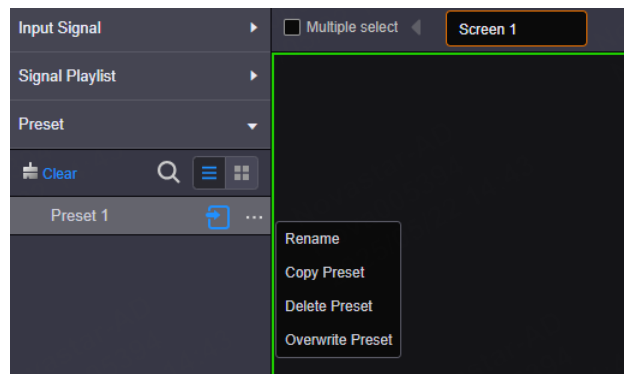 Input Signal
Multiple select
Screen 1
Signal Playlist
Preset
Clear
Preset 1
Rename
Copy Preset
Delete Preset
Overwrite Preset